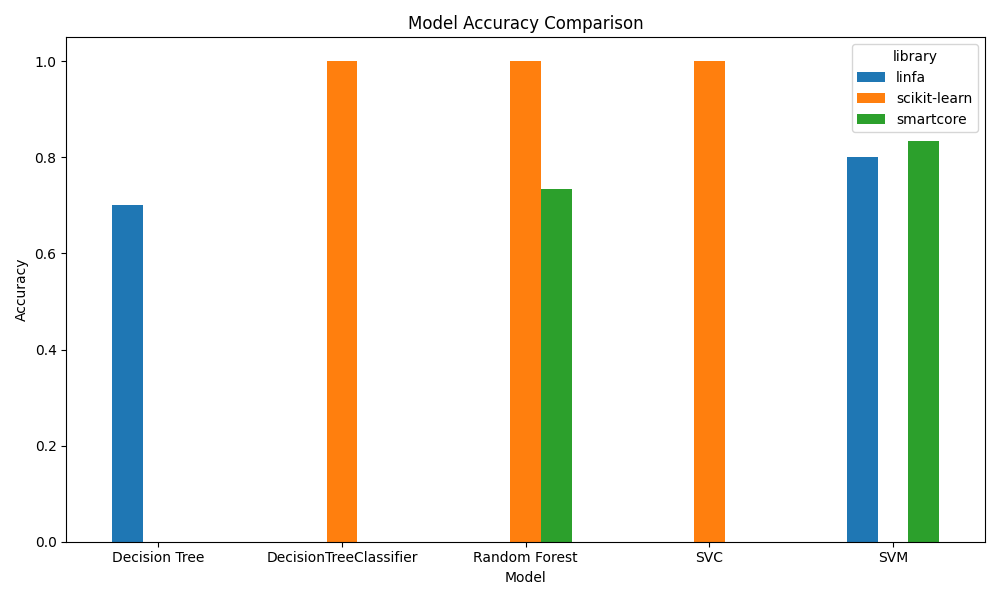 Model Accuracy Comparison
library
linfa
scikit-learn
smartcore
Accuracy
1.0
0.8
0.6
0.4
0.2
0.0
Decision Tree
DecisionTreeClassifier
Random Forest
SVC
SVM
Model